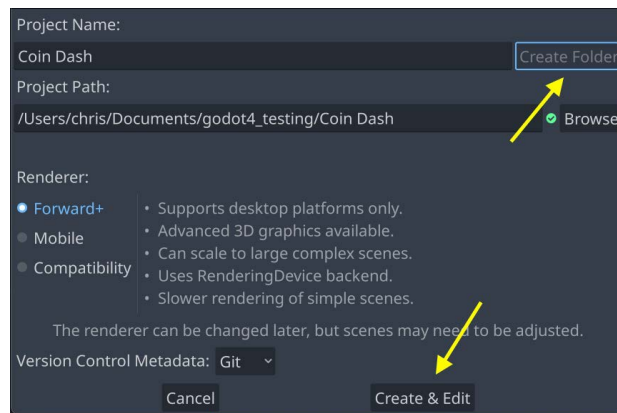 Project Name:
Coin Dash Create Folder
Project Path:
/Users/chris/Documents/godot4_testing/Coin Dash Browse
Renderer:
Forward+
Mobile
Compatibility
• Supports desktop platforms only.
• Advanced 3D graphics available.
• Can scale to large complex scenes.
• Uses RenderingDevice backend.
• Slower rendering of simple scenes.
The renderer can be changed later, but scenes may need to be adjusted.
Version Control Metadata: Git
Cancel Create & Edit